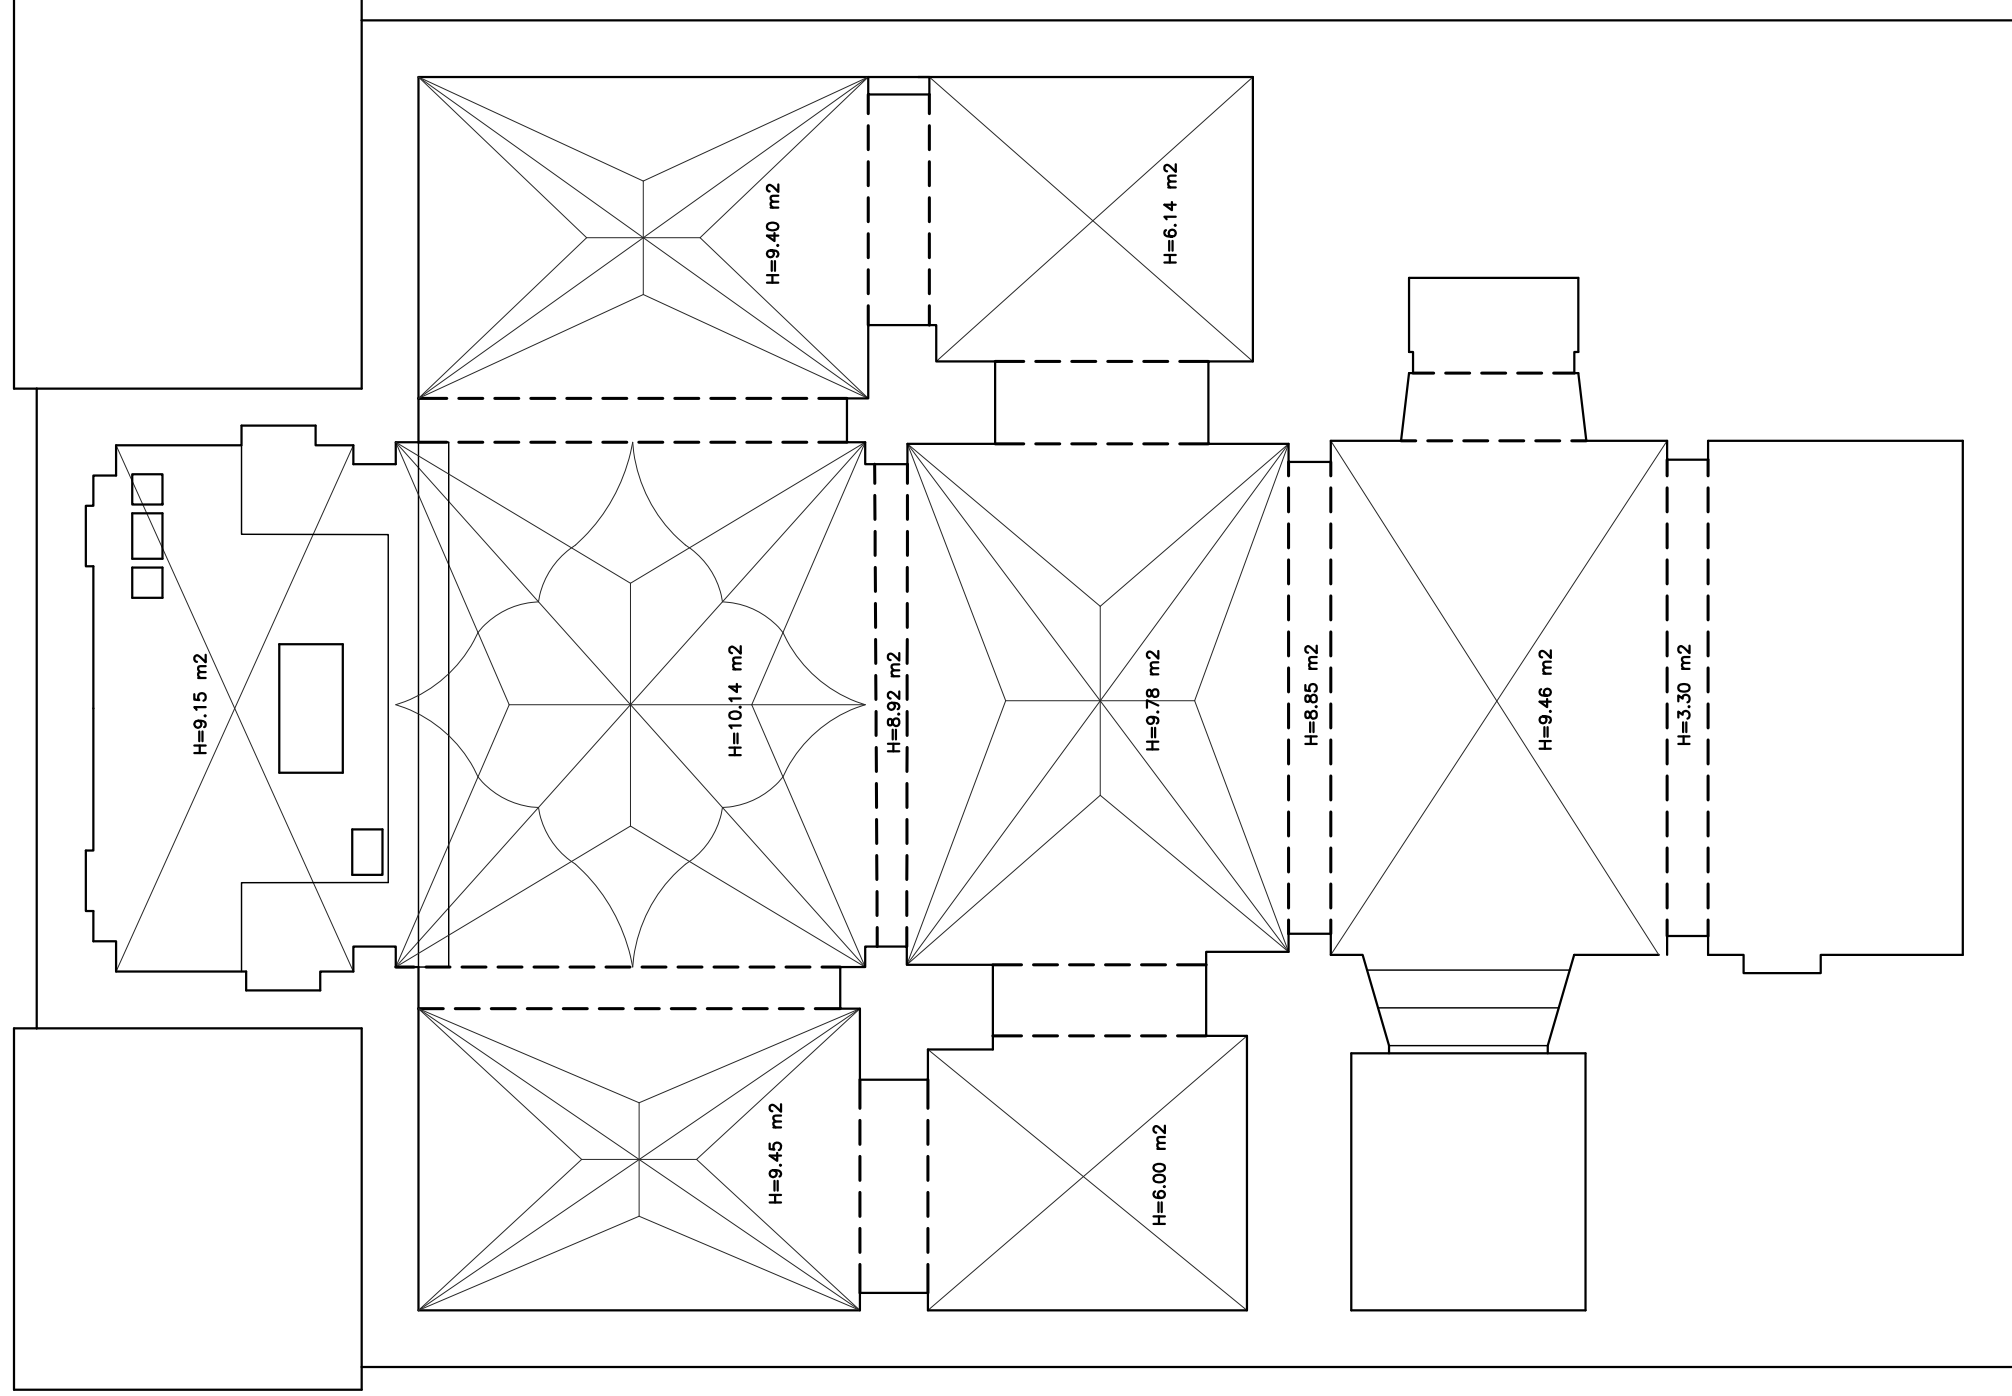 H=9.40 m2
H=6.14 m2
H=9.15 m2
H=10.14 m2
H=8.92 m2
H=9.78 m2
H=8.85 m2
H=9.46 m2
H=3.30 m2
H=9.45 m2
H=6.00 m2